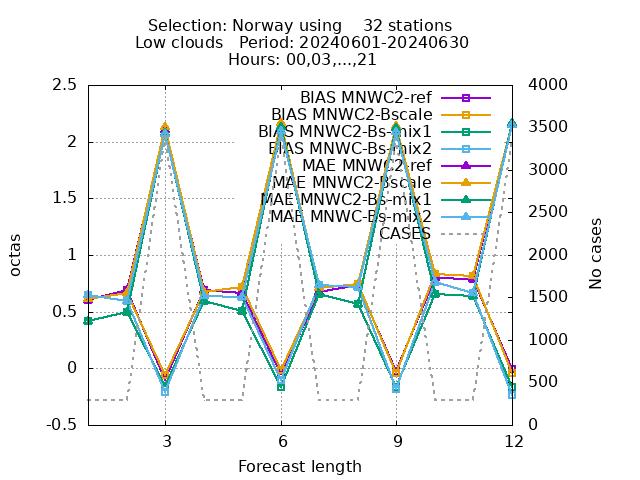 Selection: Norway using 32 stations
Low clouds Period: 20240601-20240630
Hours: 00,03,...,21
2.5
2
1.5
1
0.5
0
-0.5
octas
4000
3500
3000
2500
2000
1500
1000
500
0
No cases
BIAS MNWC2-ref
BIAS MNWC2-Bscale
BIAS MNWC2-Bs-mix1
BIAS MNWC-Bs-mix2
MAE MNWC2-ref
MAE MNWC2-Bscale
MAE MNWC2-Bs-mix1
MAE MNWC-Bs-mix2
CASES
3 6 9 12
Forecast length